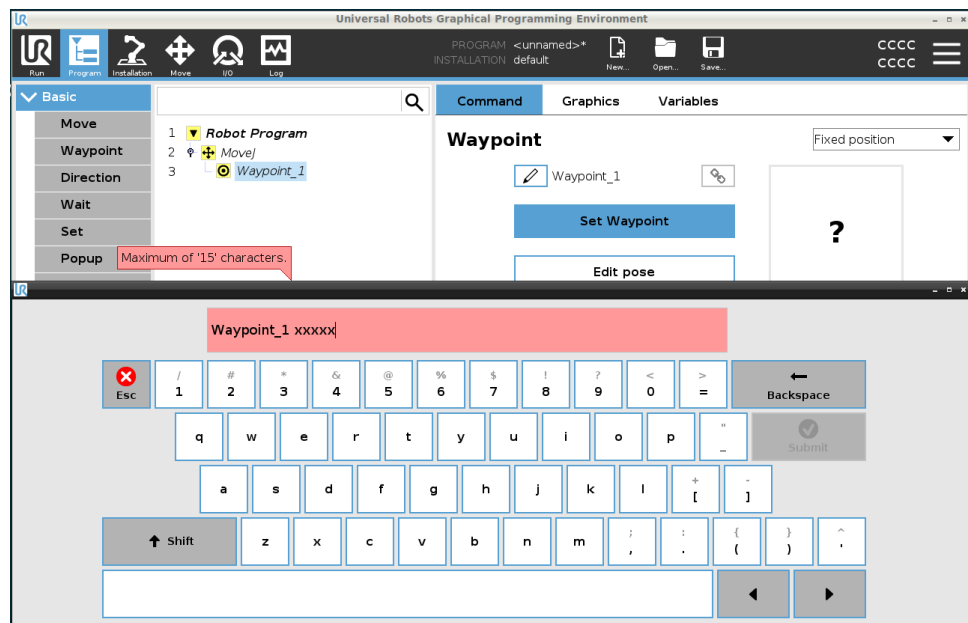 UR
Universal Robots Graphical Programming Environment
UR
Run
Program
Installation
Move
I/O
Log
PROGRAM <unnamed>*
INSTALLATION default
New...
Open...
Save...
CCCC
CCCC
Basic
Move
Waypoint
Direction
Wait
Set
Popup
1 Robot Program
2 MoveJ
3 Waypoint_1
Maximum of '15' characters.
Command Graphics Variables
Waypoint
Fixed position
Waypoint_1
Set Waypoint
Edit pose
?
UR
Waypoint_1 xxxxx
Esc
/ # * & @ % $ ! ? < >
1 2 3 4 5 6 7 8 9 0 =
Backspace
q w e r t y u i o p " _
Submit
a s d f g h j k l + [ - ]
Shift z x c v b n m ; , : . { ( } ) ^ '